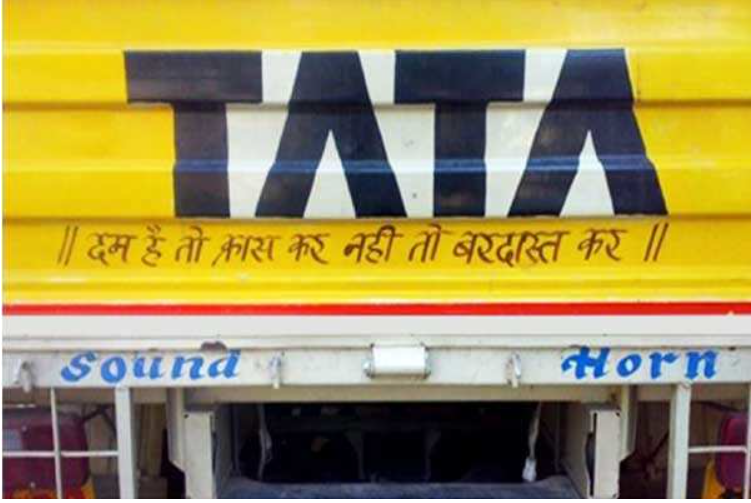 TATA
|| दम है तो क्रास कर नही तो बरदास्त कर ||
Sound Horn